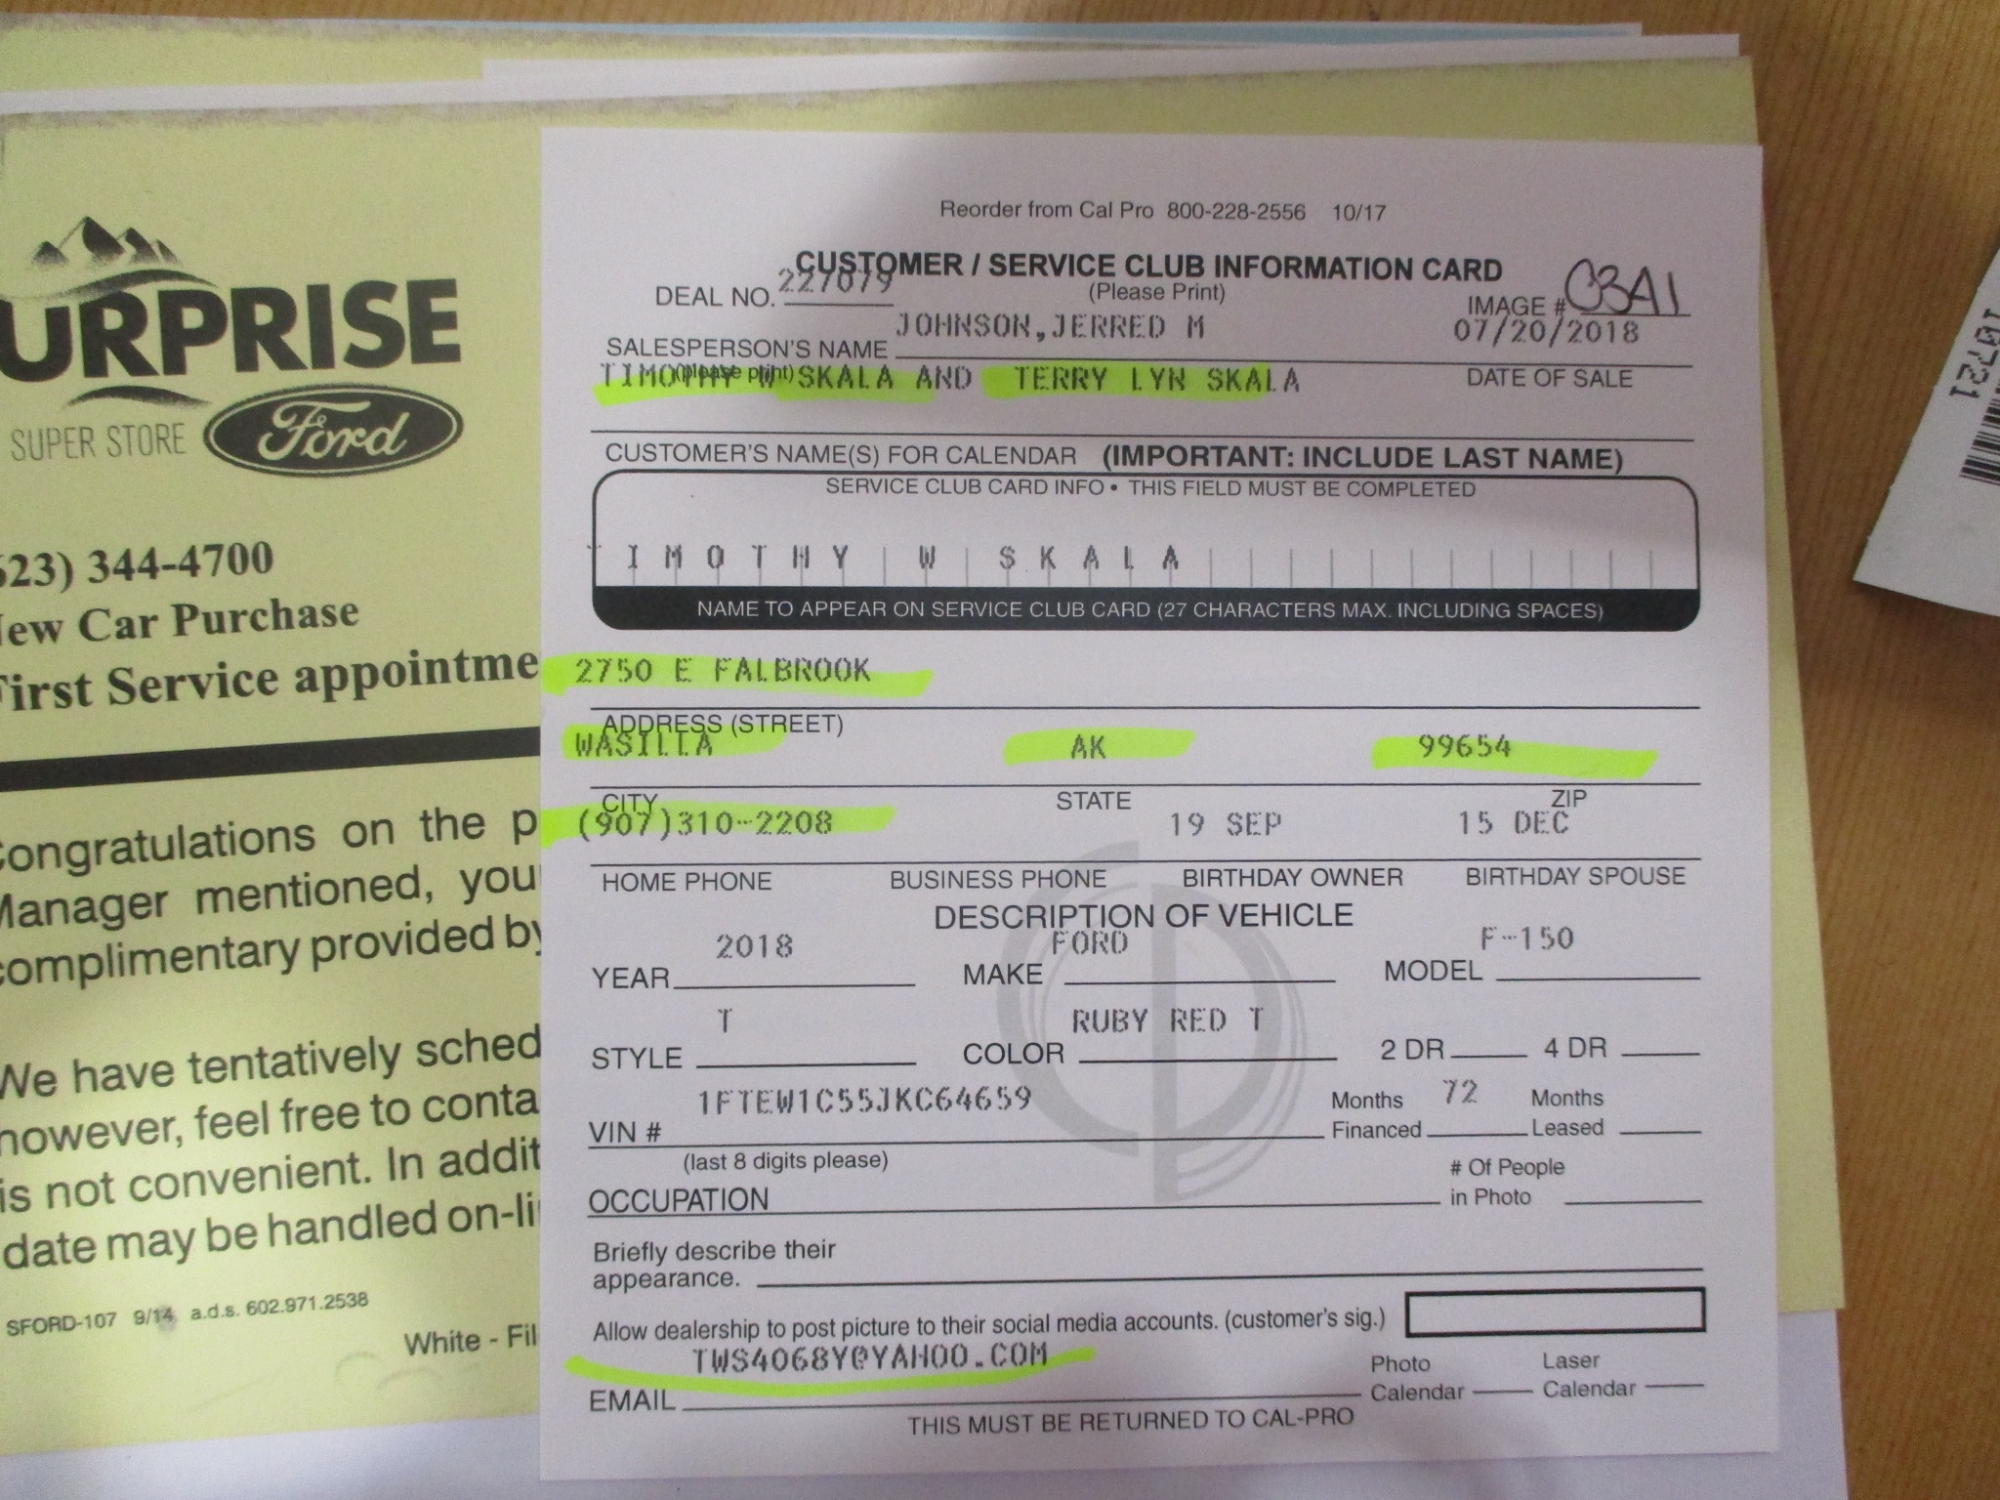 URPRISE
SUPER STORE Ford
23) 344-4700
ew Car Purchase
First Service appointme
ongratulations on the p
Manager mentioned, you
complimentary provided by
We have tentatively sched
however, feel free to conta
is not convenient. In addit
date may be handled on-li
SFORD-107 9/14 a.d.s. 602.971.2538
White - Fil
Reorder from Cal Pro 800-228-2556 10/17
CUSTOMER / SERVICE CLUB INFORMATION CARD
(Please Print)
DEAL NO. 227079
IMAGE # C3A1
JOHNSON,JERRED M
07/20/2018
SALESPERSON'S NAME
(please print)
DATE OF SALE
TIMOTHY W SKALA AND TERRY LYN SKALA
CUSTOMER'S NAME(S) FOR CALENDAR (IMPORTANT: INCLUDE LAST NAME)
SERVICE CLUB CARD INFO • THIS FIELD MUST BE COMPLETED
TIMOTHY W SKALA
NAME TO APPEAR ON SERVICE CLUB CARD (27 CHARACTERS MAX. INCLUDING SPACES)
2750 E FALBROOK
ADDRESS (STREET)
WASILLA AK 99654
CITY STATE ZIP
(907)310-2208 19 SEP 15 DEC
HOME PHONE BUSINESS PHONE BIRTHDAY OWNER BIRTHDAY SPOUSE
DESCRIPTION OF VEHICLE
YEAR 2018 MAKE FORD MODEL F-150
STYLE T COLOR RUBY RED T 2 DR 4 DR
VIN # 1FTEW1C55JKC64659 Months Financed 72 Months Leased
(last 8 digits please)
OCCUPATION # Of People in Photo
Briefly describe their
appearance.
Allow dealership to post picture to their social media accounts. (customer's sig.)
TWS4068Y@YAHOO.COM
EMAIL Photo Calendar Laser Calendar
THIS MUST BE RETURNED TO CAL-PRO
10721